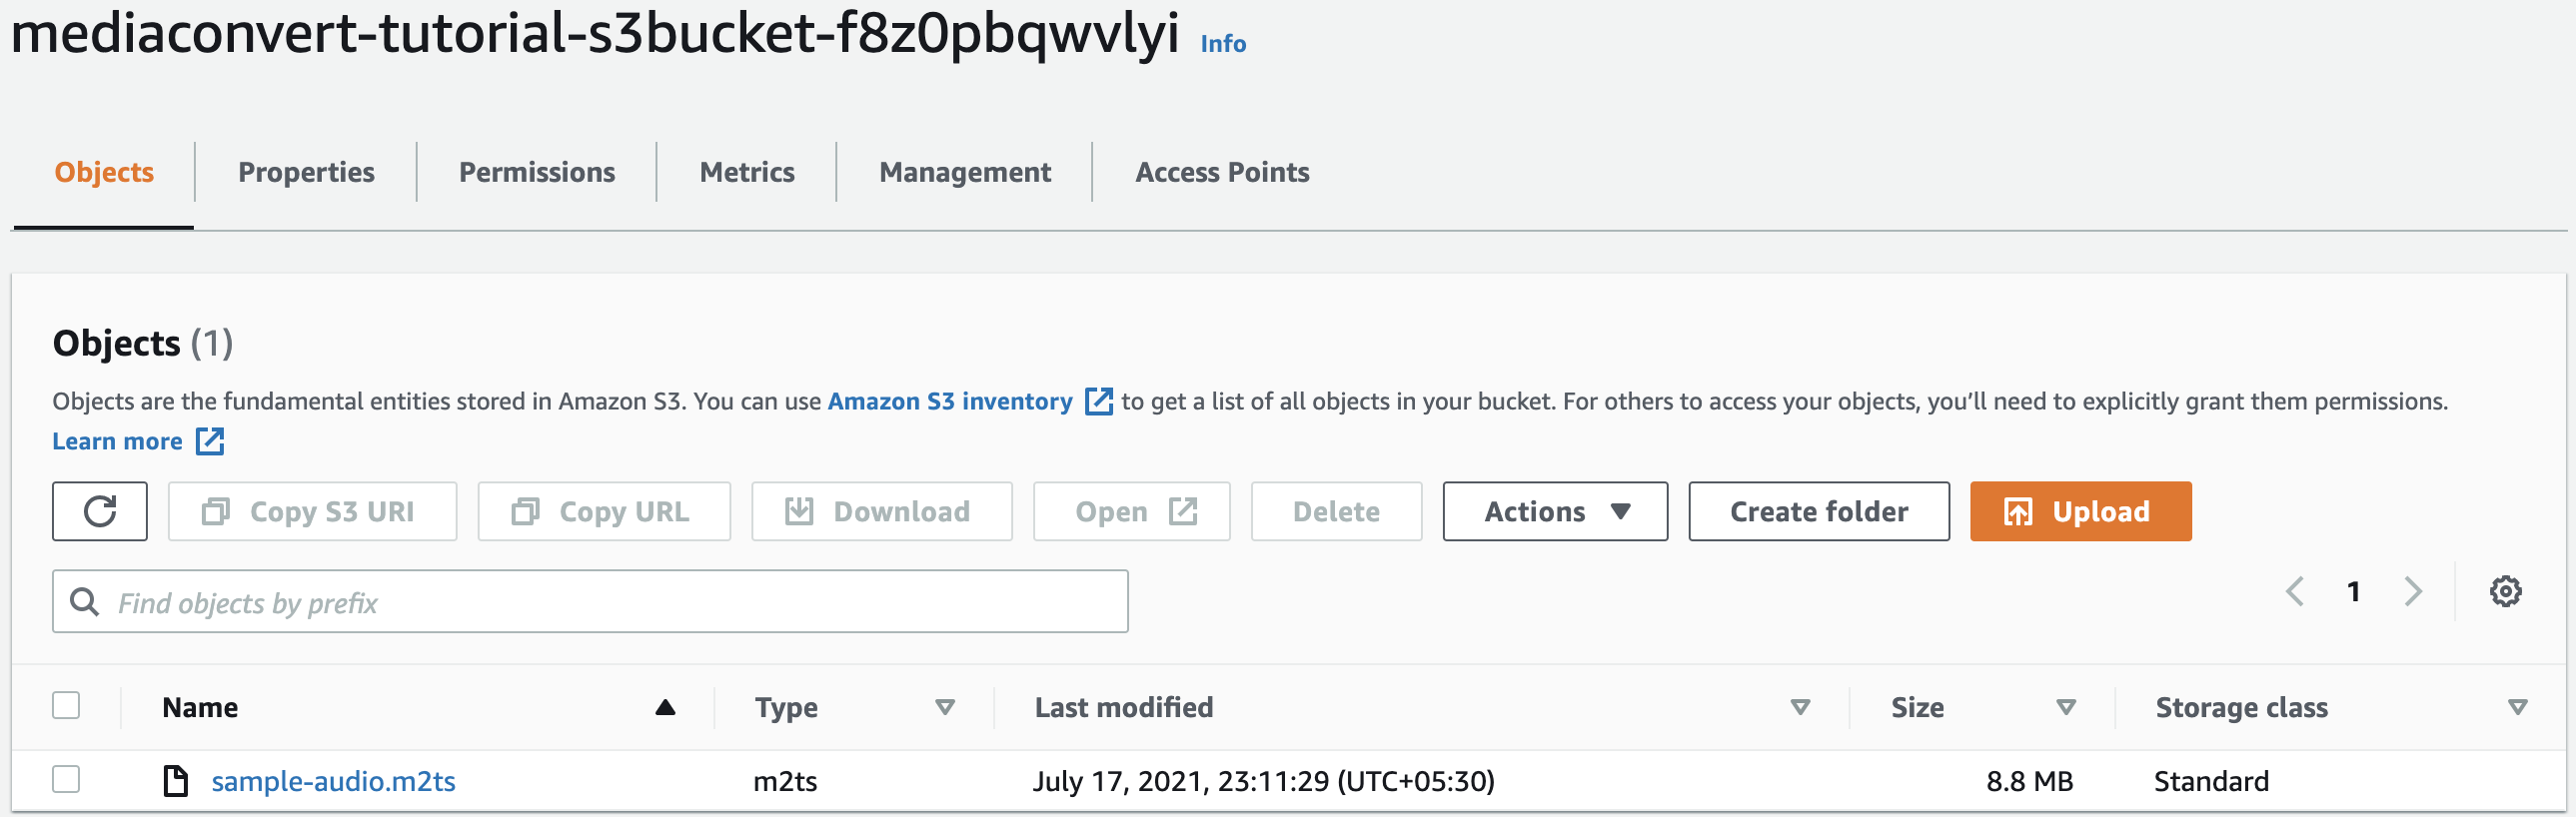 mediaconvert-tutorial-s3bucket-f8z0pbqwvlyi Info
Objects Properties Permissions Metrics Management Access Points
Objects (1)
Objects are the fundamental entities stored in Amazon S3. You can use Amazon S3 inventory to get a list of all objects in your bucket. For others to access your objects, you’ll need to explicitly grant them permissions.
Learn more
Copy S3 URI Copy URL Download Open Delete Actions Create folder Upload
Find objects by prefix 1
Name Type Last modified Size Storage class
sample-audio.m2ts m2ts July 17, 2021, 23:11:29 (UTC+05:30) 8.8 MB Standard